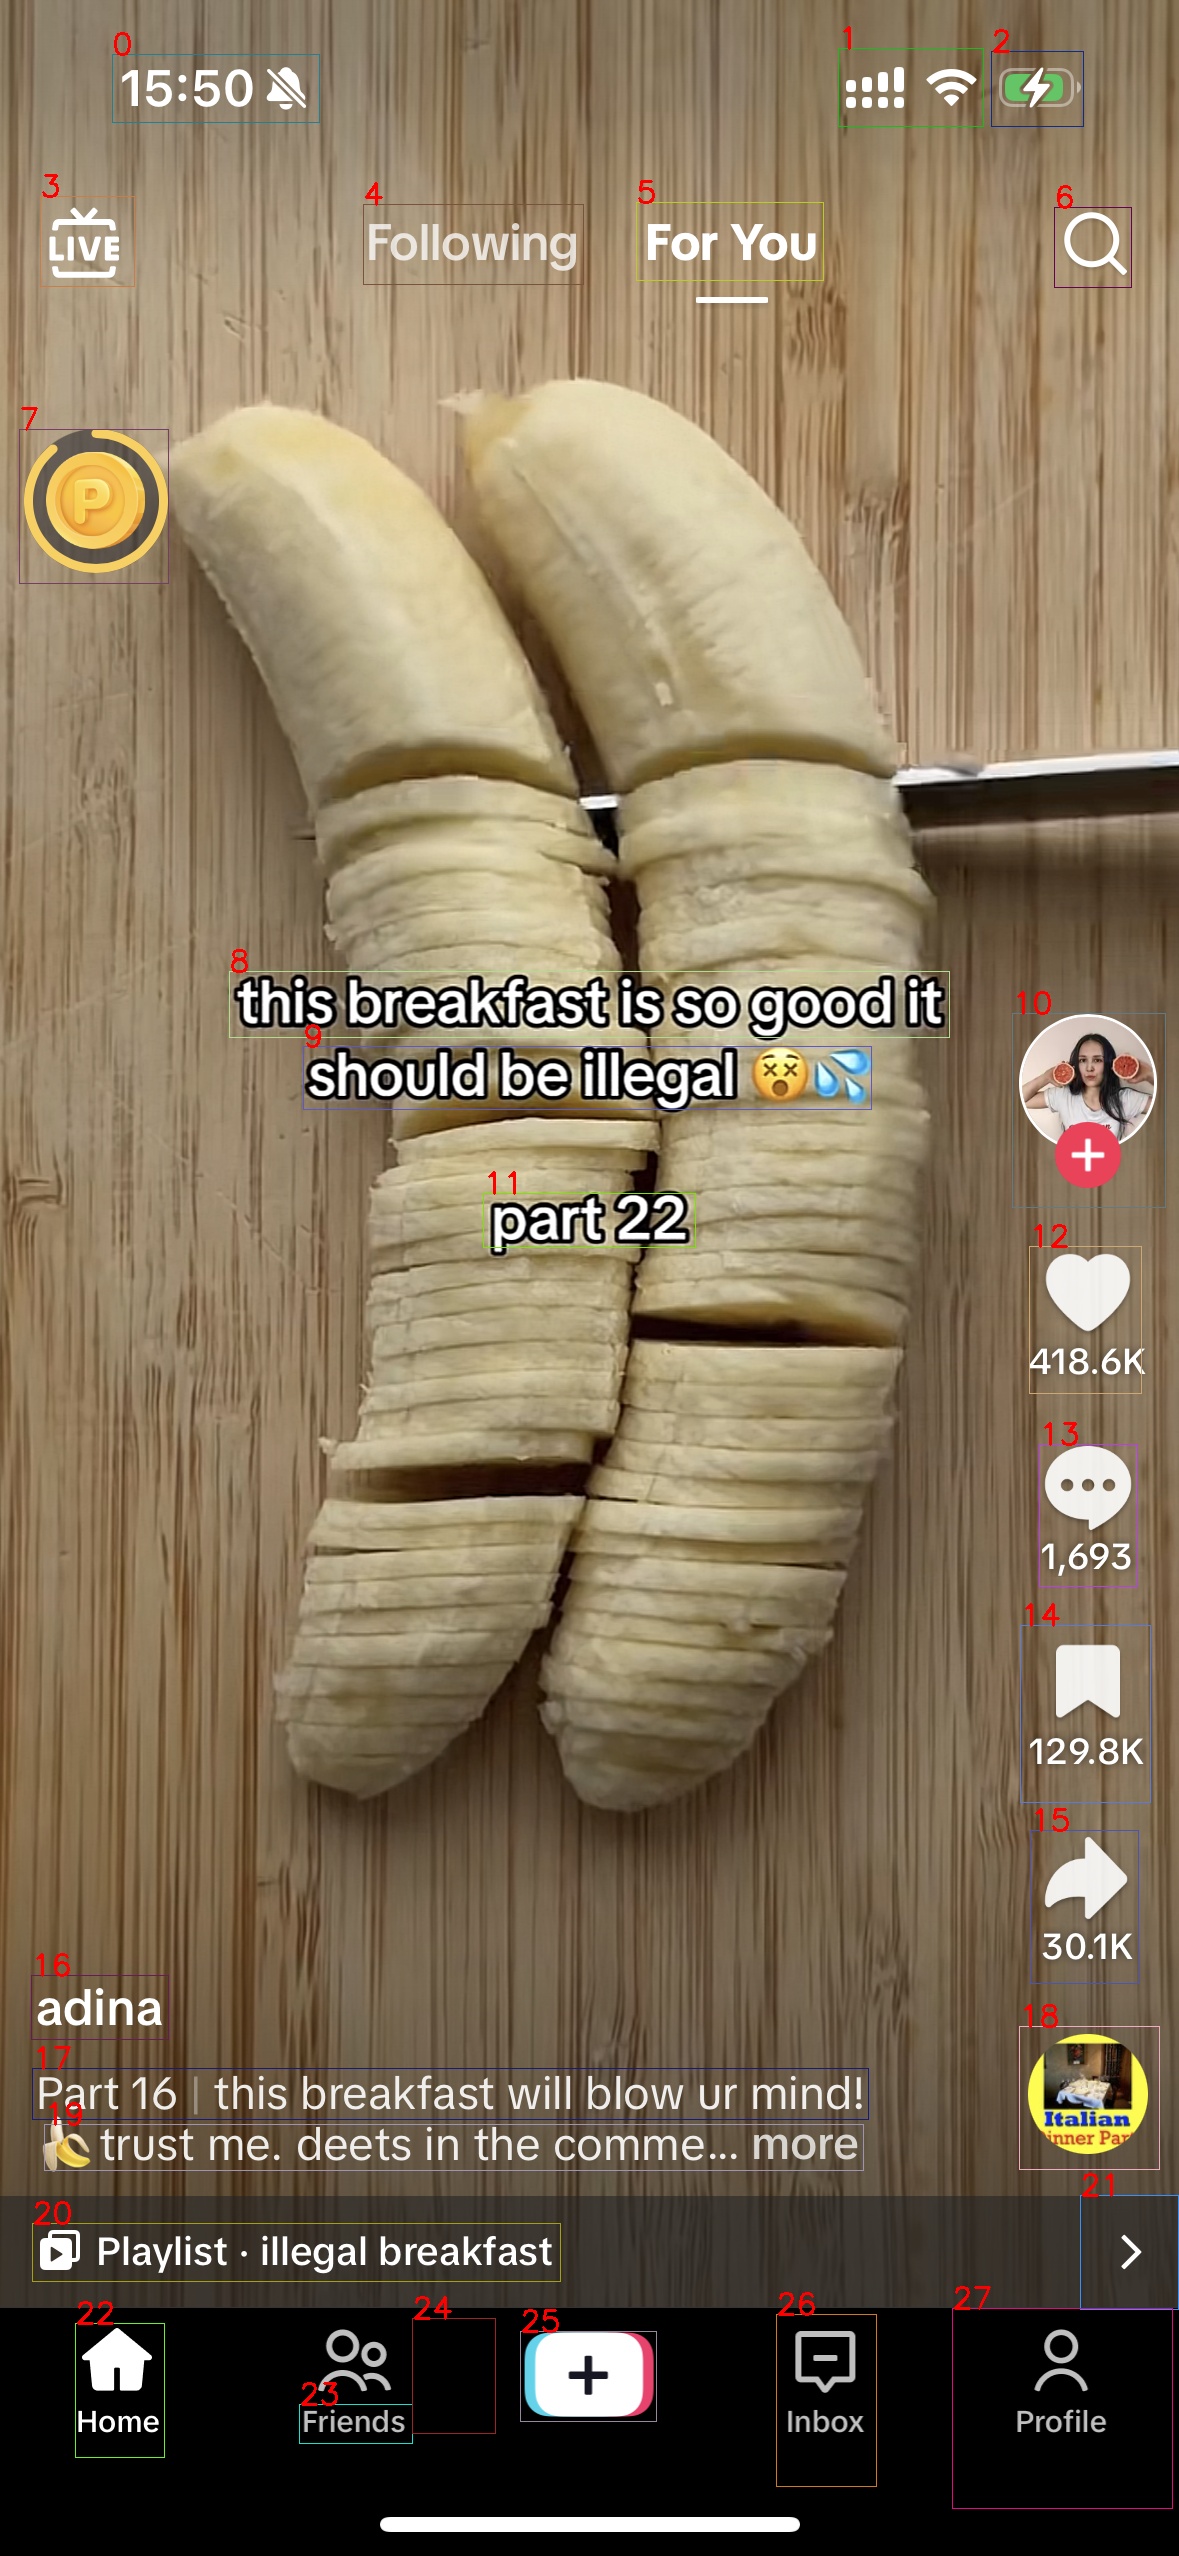 15:50
LIVE
Following
For You
P
this breakfast is so good it
should be illegal 😵💦
part 22
418.6K
1,693
129.8K
30.1K
adina
Part 16 | this breakfast will blow ur mind!
🍌 trust me. deets in the comme... more
Italian
Playlist · illegal breakfast
Home
Friends
Inbox
Profile
0
1
2
3
4
5
6
7
8
9
10
11
12
13
14
15
16
17
18
19
20
21
22
23
24
25
26
27